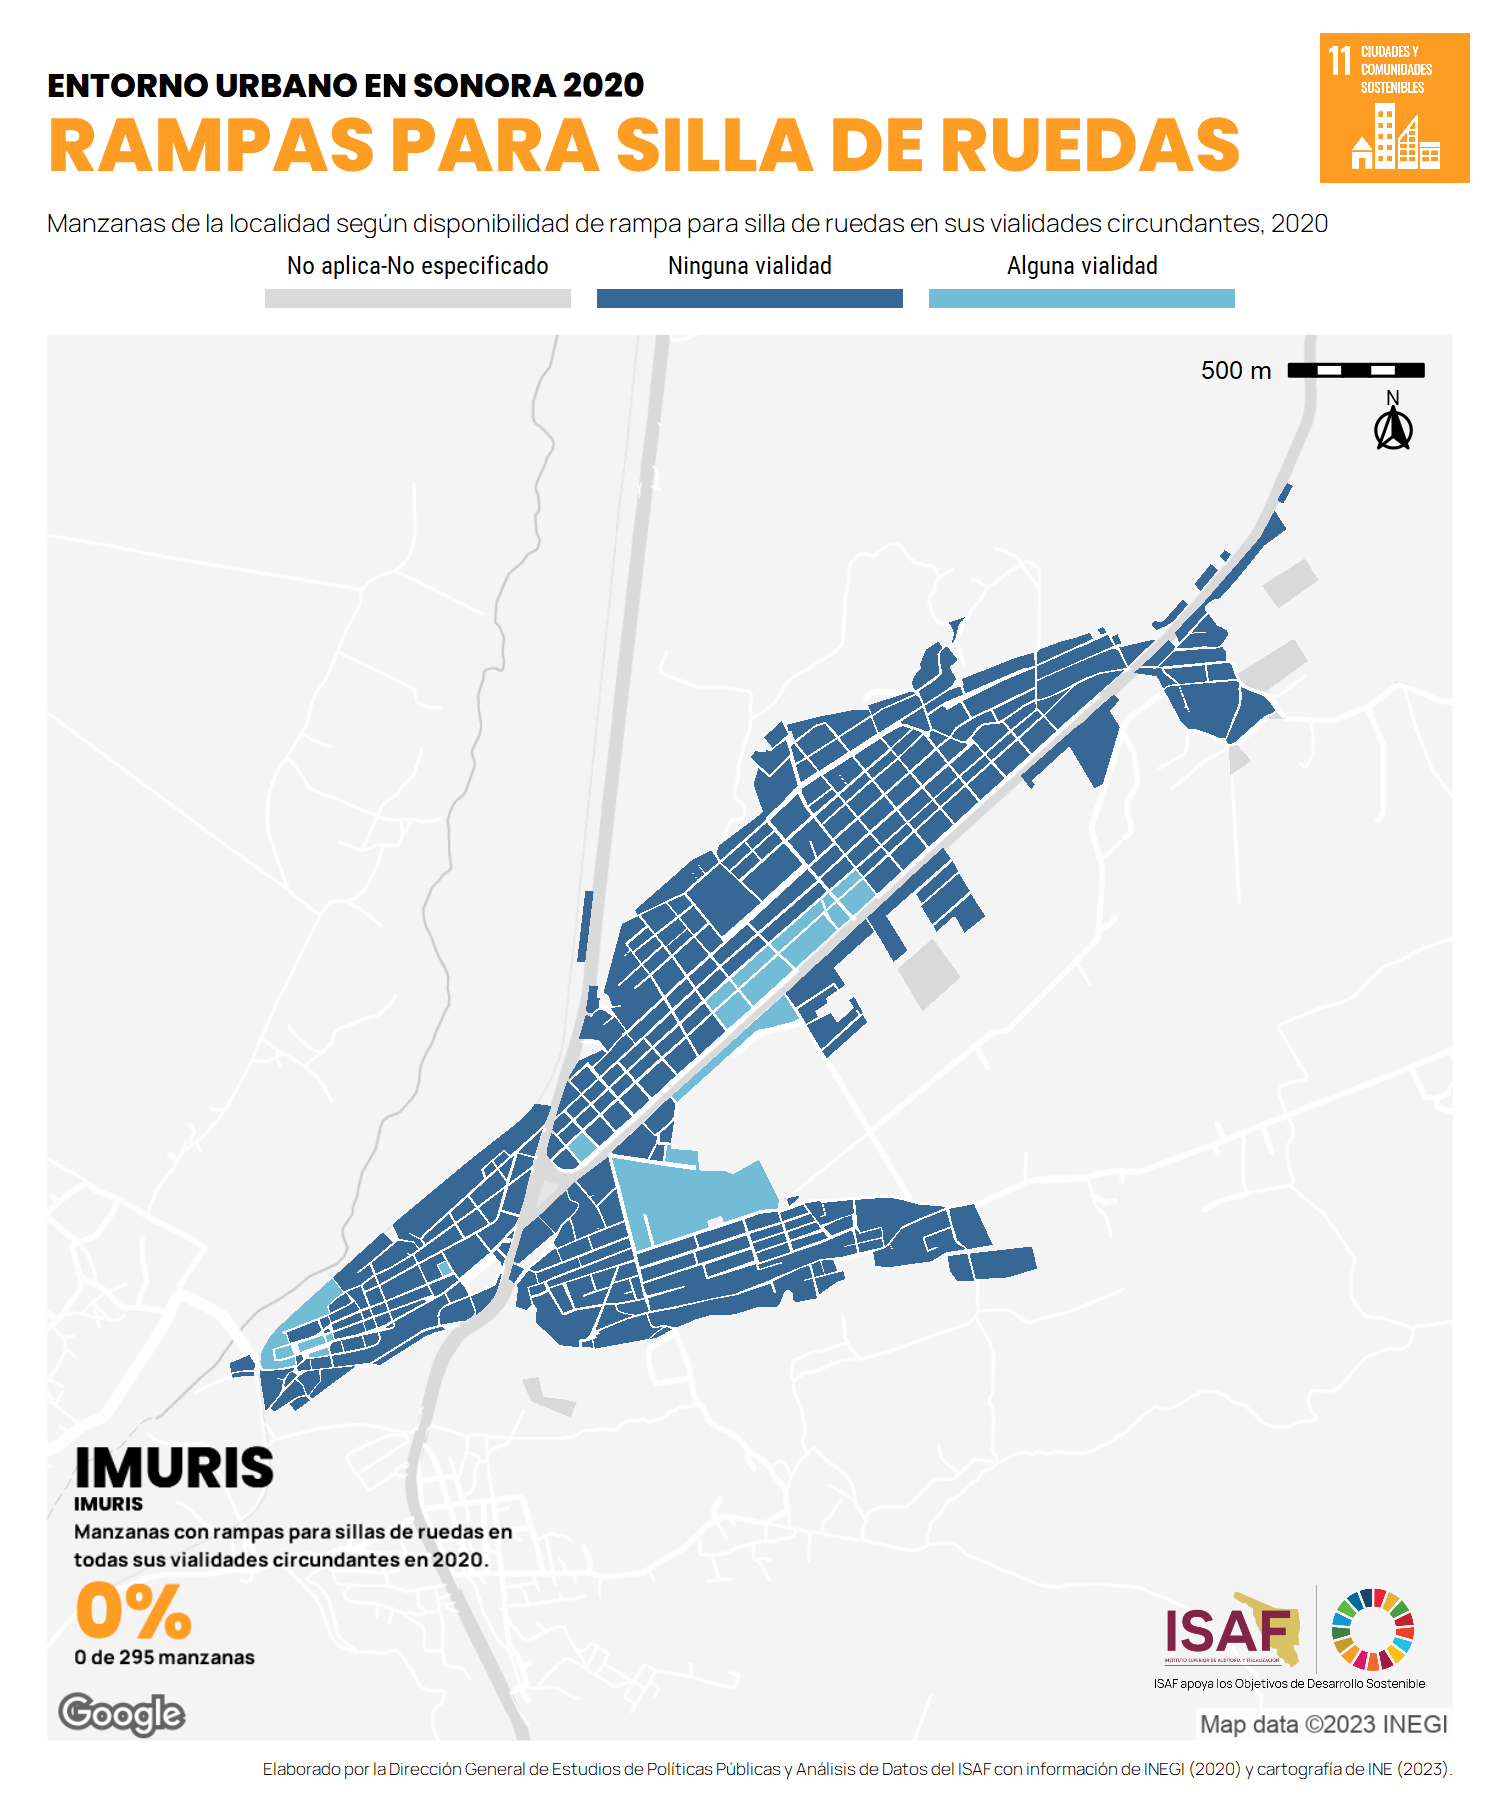 ENTORNO URBANO EN SONORA 2020
RAMPAS PARA SILLA DE RUEDAS
11 CIUDADES Y
COMUNIDADES
SOSTENIBLES
Manzanas de la localidad según disponibilidad de rampa para silla de ruedas en sus vialidades circundantes, 2020
No aplica-No especificado
Ninguna vialidad
Alguna vialidad
500 m
N
IMURIS
IMURIS
Manzanas con rampas para sillas de ruedas en
todas sus vialidades circundantes en 2020.
0%
0 de 295 manzanas
ISAF
INSTITUTO SUPERIOR DE AUDITORÍA Y FISCALIZACIÓN
ISAF apoya los Objetivos de Desarrollo Sostenible
Google
Map data ©2023 INEGI
Elaborado por la Dirección General de Estudios de Políticas Públicas y Análisis de Datos del ISAF con información de INEGI (2020) y cartografía de INE (2023).